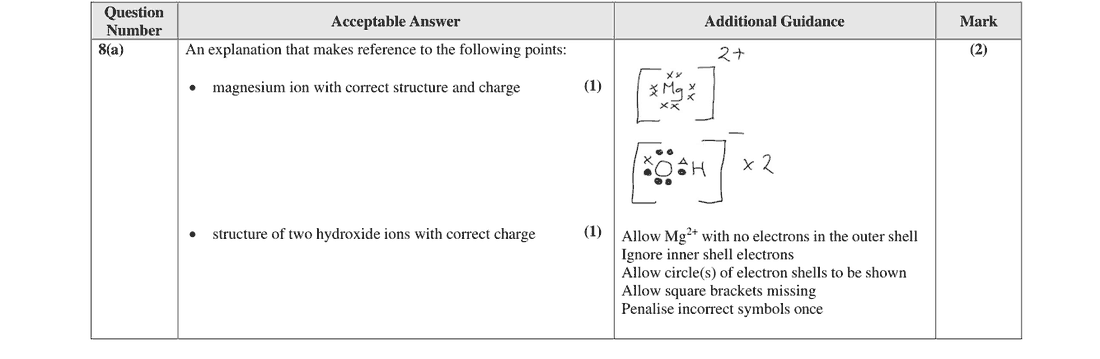 Question Number
Acceptable Answer
Additional Guidance
Mark
8(a)
An explanation that makes reference to the following points:
(2)
• magnesium ion with correct structure and charge (1)
[Mg]2+
[OH]− x 2
• structure of two hydroxide ions with correct charge (1)
Allow Mg2+ with no electrons in the outer shell
Ignore inner shell electrons
Allow circle(s) of electron shells to be shown
Allow square brackets missing
Penalise incorrect symbols once